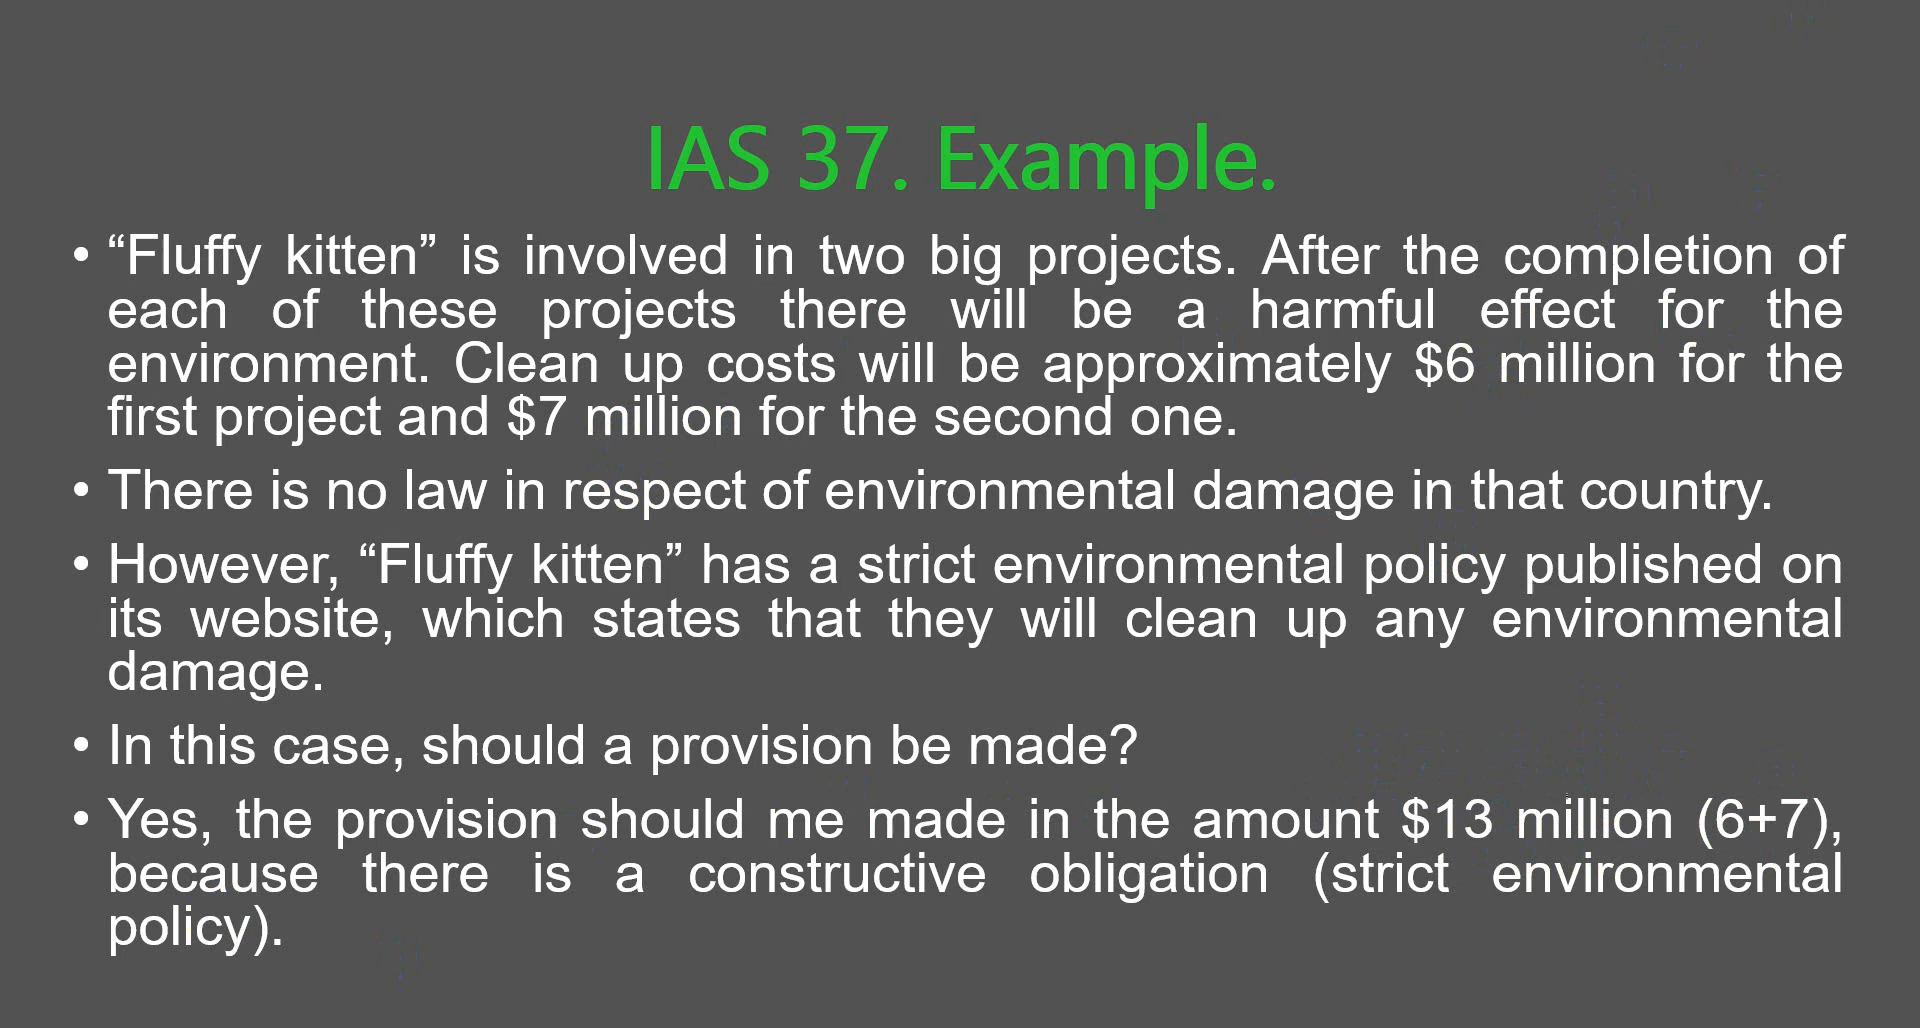 IAS 37. Example.
• “Fluffy kitten” is involved in two big projects. After the completion of
each of these projects there will be a harmful effect for the
environment. Clean up costs will be approximately $6 million for the
first project and $7 million for the second one.
• There is no law in respect of environmental damage in that country.
• However, “Fluffy kitten” has a strict environmental policy published on
its website, which states that they will clean up any environmental
damage.
• In this case, should a provision be made?
• Yes, the provision should me made in the amount $13 million (6+7),
because there is a constructive obligation (strict environmental
policy).